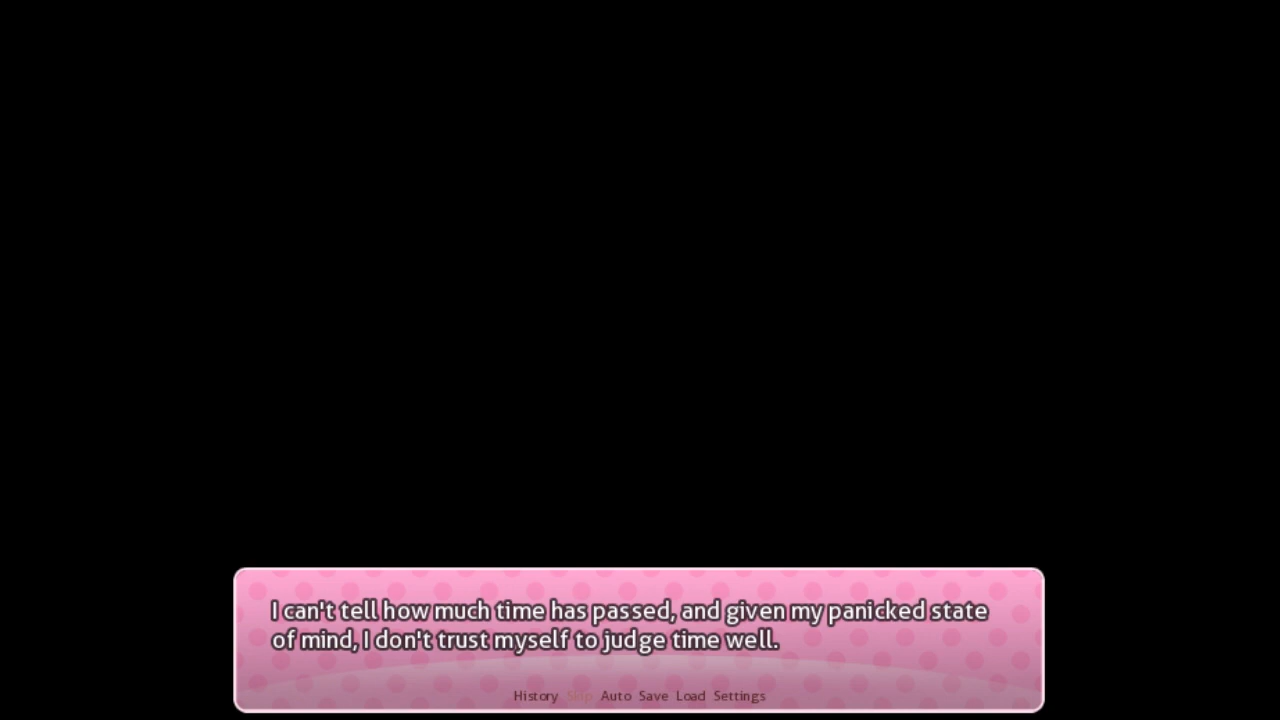 I can't tell how much time has passed, and given my panicked state
of mind, I don't trust myself to judge time well.
History Skip Auto Save Load Settings